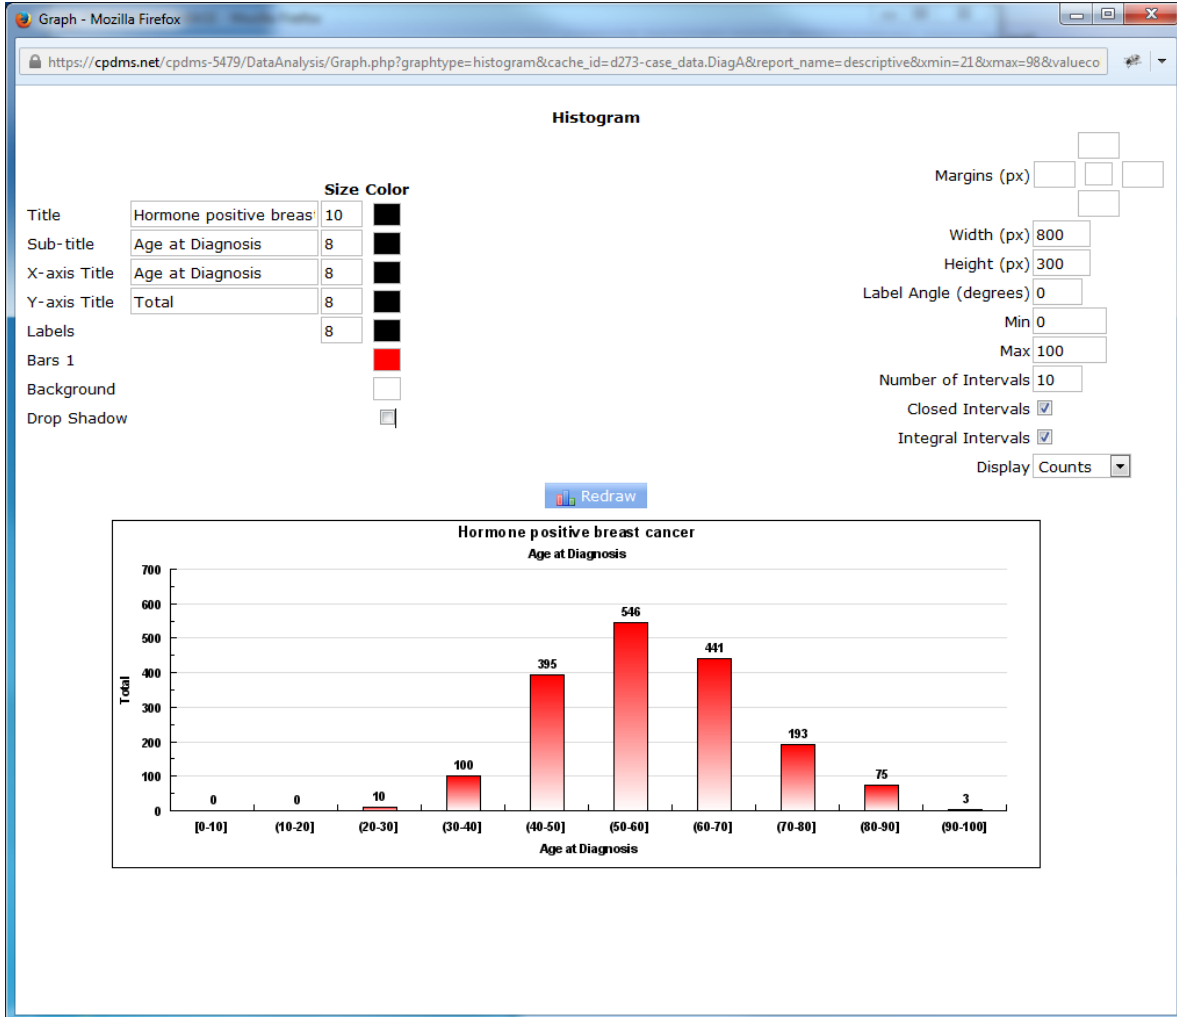 Graph - Mozilla Firefox
https://cpdms.net/cpdms-5479/DataAnalysis/Graph.php?graphtype=histogram&cache_id=d273-case_data.DiagA&report_name=descriptive&xmin=21&xmax=98&valueco
Histogram
Size Color
Title Hormone positive breas 10
Sub-title Age at Diagnosis 8
X-axis Title Age at Diagnosis 8
Y-axis Title Total 8
Labels 8
Bars 1
Background
Drop Shadow
Margins (px)
Width (px) 800
Height (px) 300
Label Angle (degrees) 0
Min 0
Max 100
Number of Intervals 10
Closed Intervals
Integral Intervals
Display Counts
Redraw
Hormone positive breast cancer
Age at Diagnosis
Total
700
600
500
400
300
200
100
0
0 0 10 100 395 546 441 193 75 3
[0-10] (10-20] (20-30] (30-40] (40-50] (50-60] (60-70] (70-80] (80-90] (90-100]
Age at Diagnosis